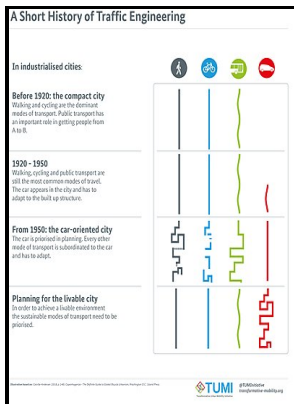 A Short History of Traffic Engineering
In industrialised cities:
Before 1920: the compact city
Walking and cycling are the dominant
modes of transport. Public transport has
an important role in getting people from
A to B.
1920 – 1950
Walking, cycling and public transport are
still the most common modes of travel.
The car appears in the city and has to
adapt to the built up structure.
From 1950: the car-oriented city
The car is priorised in planning. Every other
mode of transport is subordinated to the car
and has to adapt.
Planning for the livable city
In order to achieve a livable environment
the sustainable modes of transport need to be
priorised.
TUMI
@TUMInitiative
transformative-mobility.org